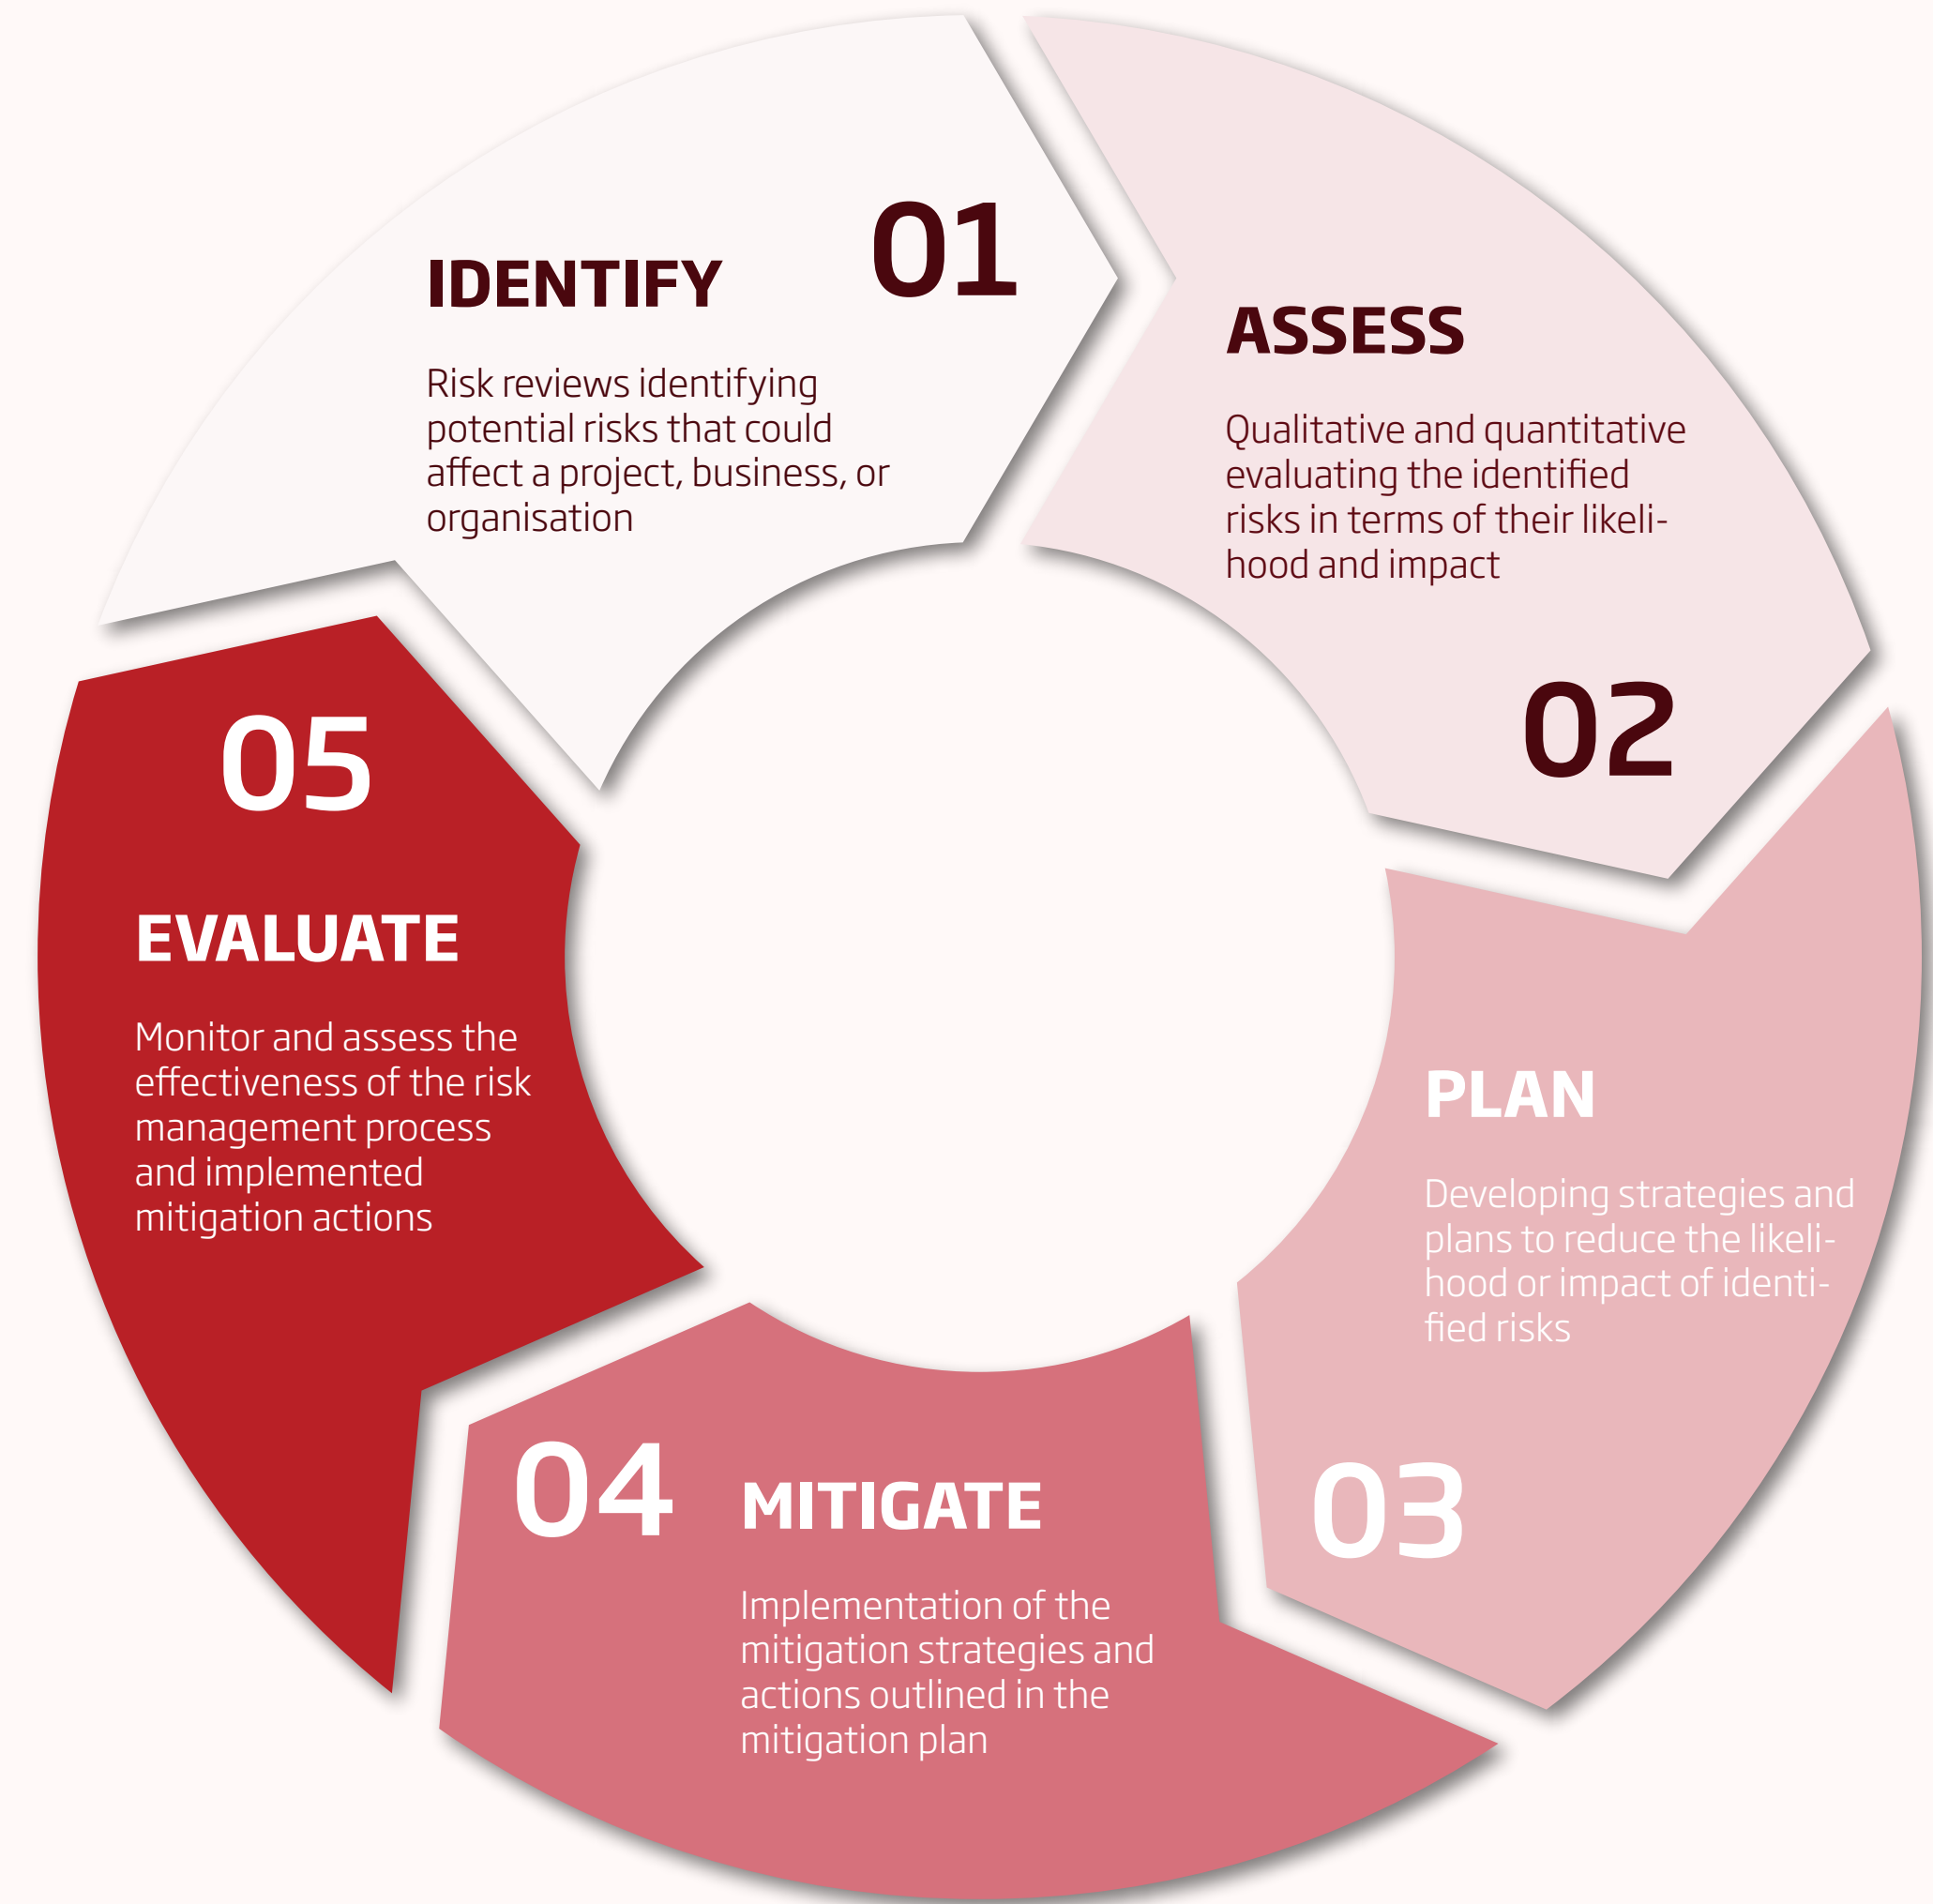 01
IDENTIFY
Risk reviews identifying
potential risks that could
affect a project, business, or
organisation
ASSESS
Qualitative and quantitative
evaluating the identified
risks in terms of their likeli-
hood and impact
02
PLAN
Developing strategies and
plans to reduce the likeli-
hood or impact of identi-
fied risks
03
04
MITIGATE
Implementation of the
mitigation strategies and
actions outlined in the
mitigation plan
05
EVALUATE
Monitor and assess the
effectiveness of the risk
management process
and implemented
mitigation actions